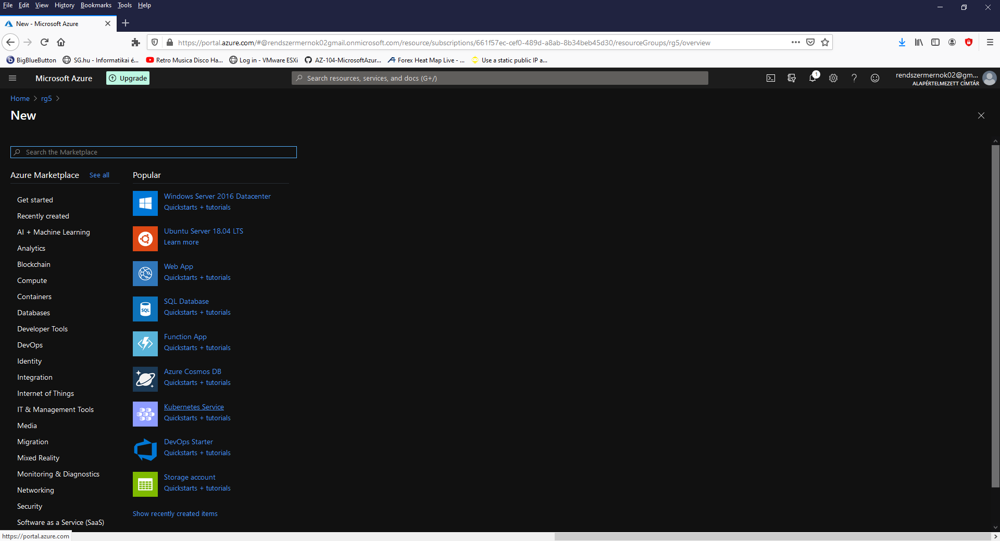 File Edit View History Bookmarks Tools Help
New - Microsoft Azure
https://portal.azure.com/#@rendszermernok02gmail.onmicrosoft.com/resource/subscriptions/661f57ec-cef0-489d-a8ab-8b34beb45d30/resourceGroups/rg5/overview
BigBlueButton SG.hu - Informatikai é... Retro Musica Disco Ha... Log in - VMware ESXi AZ-104-MicrosoftAzur... Forex Heat Map Live - ... Use a static public IP a...
Microsoft Azure Upgrade Search resources, services, and docs (G+/) 1 rendszermernok02@gm...
ALAPÉRTELMEZETT CÍMTÁR
Home > rg5 >
New
Search the Marketplace
Azure Marketplace See all
Get started
Recently created
AI + Machine Learning
Analytics
Blockchain
Compute
Containers
Databases
Developer Tools
DevOps
Identity
Integration
Internet of Things
IT & Management Tools
Media
Migration
Mixed Reality
Monitoring & Diagnostics
Networking
Security
Software as a Service (SaaS)
Popular
Windows Server 2016 Datacenter
Quickstarts + tutorials
Ubuntu Server 18.04 LTS
Learn more
Web App
Quickstarts + tutorials
SQL
SQL Database
Quickstarts + tutorials
Function App
Quickstarts + tutorials
Azure Cosmos DB
Quickstarts + tutorials
Kubernetes Service
Quickstarts + tutorials
DevOps Starter
Quickstarts + tutorials
Storage account
Quickstarts + tutorials
Show recently created items
https://portal.azure.com